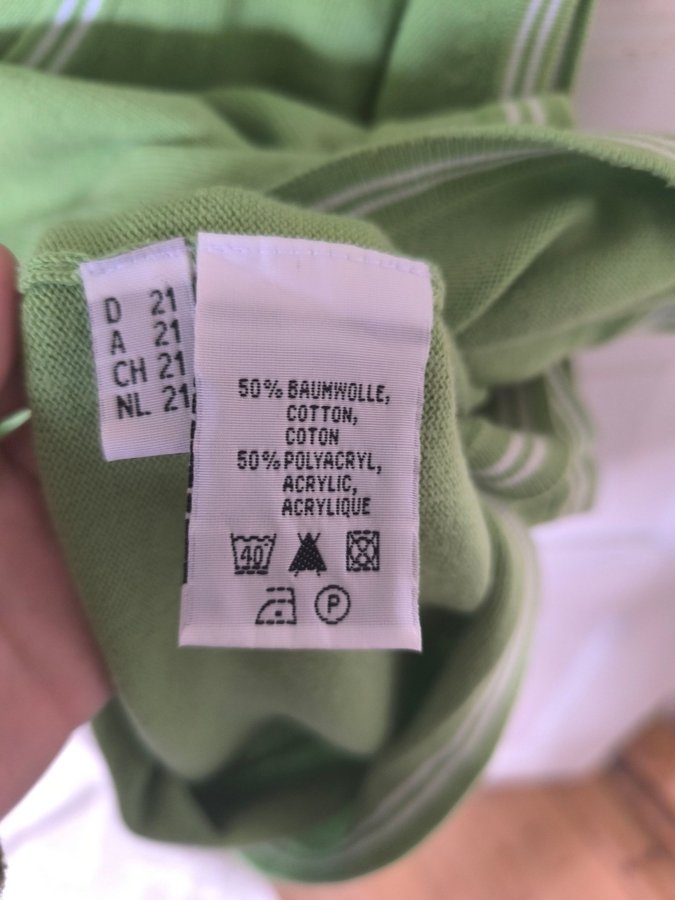 D 21
A 21
CH 21
NL 21
50% BAUMWOLLE,
COTTON,
COTON
50% POLYACRYL,
ACRYLIC,
ACRYLIQUE
40°
P